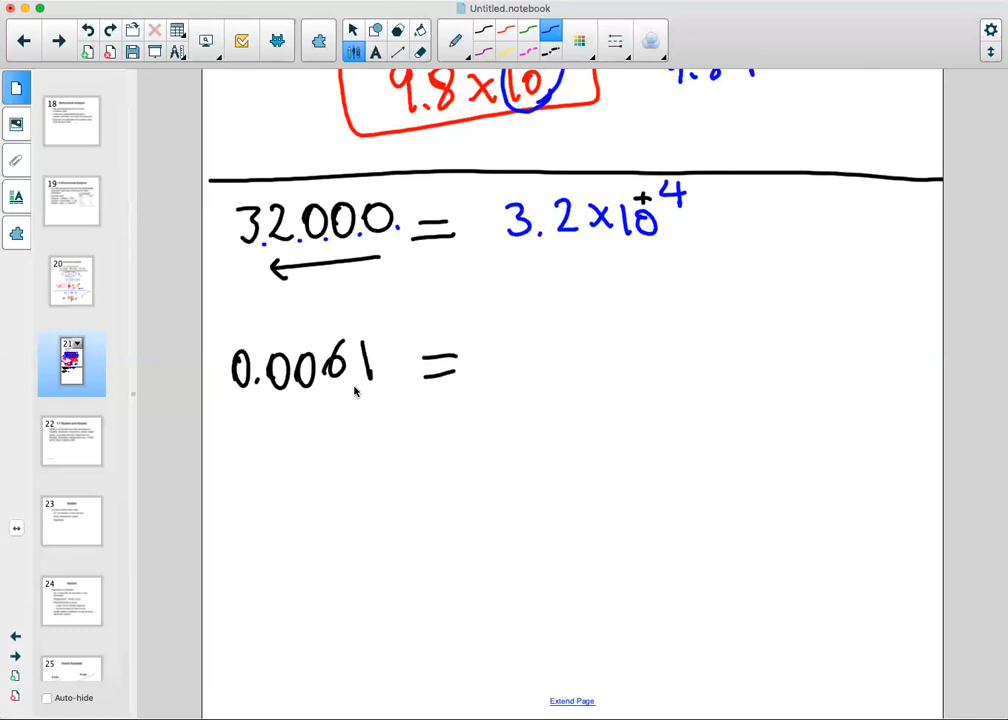 Untitled.notebook
9.8 x 10
32000. = 3.2 x 10 + 4
0.0061 =
18
19
20
21
22
23
24
25
Auto-hide
Extend Page